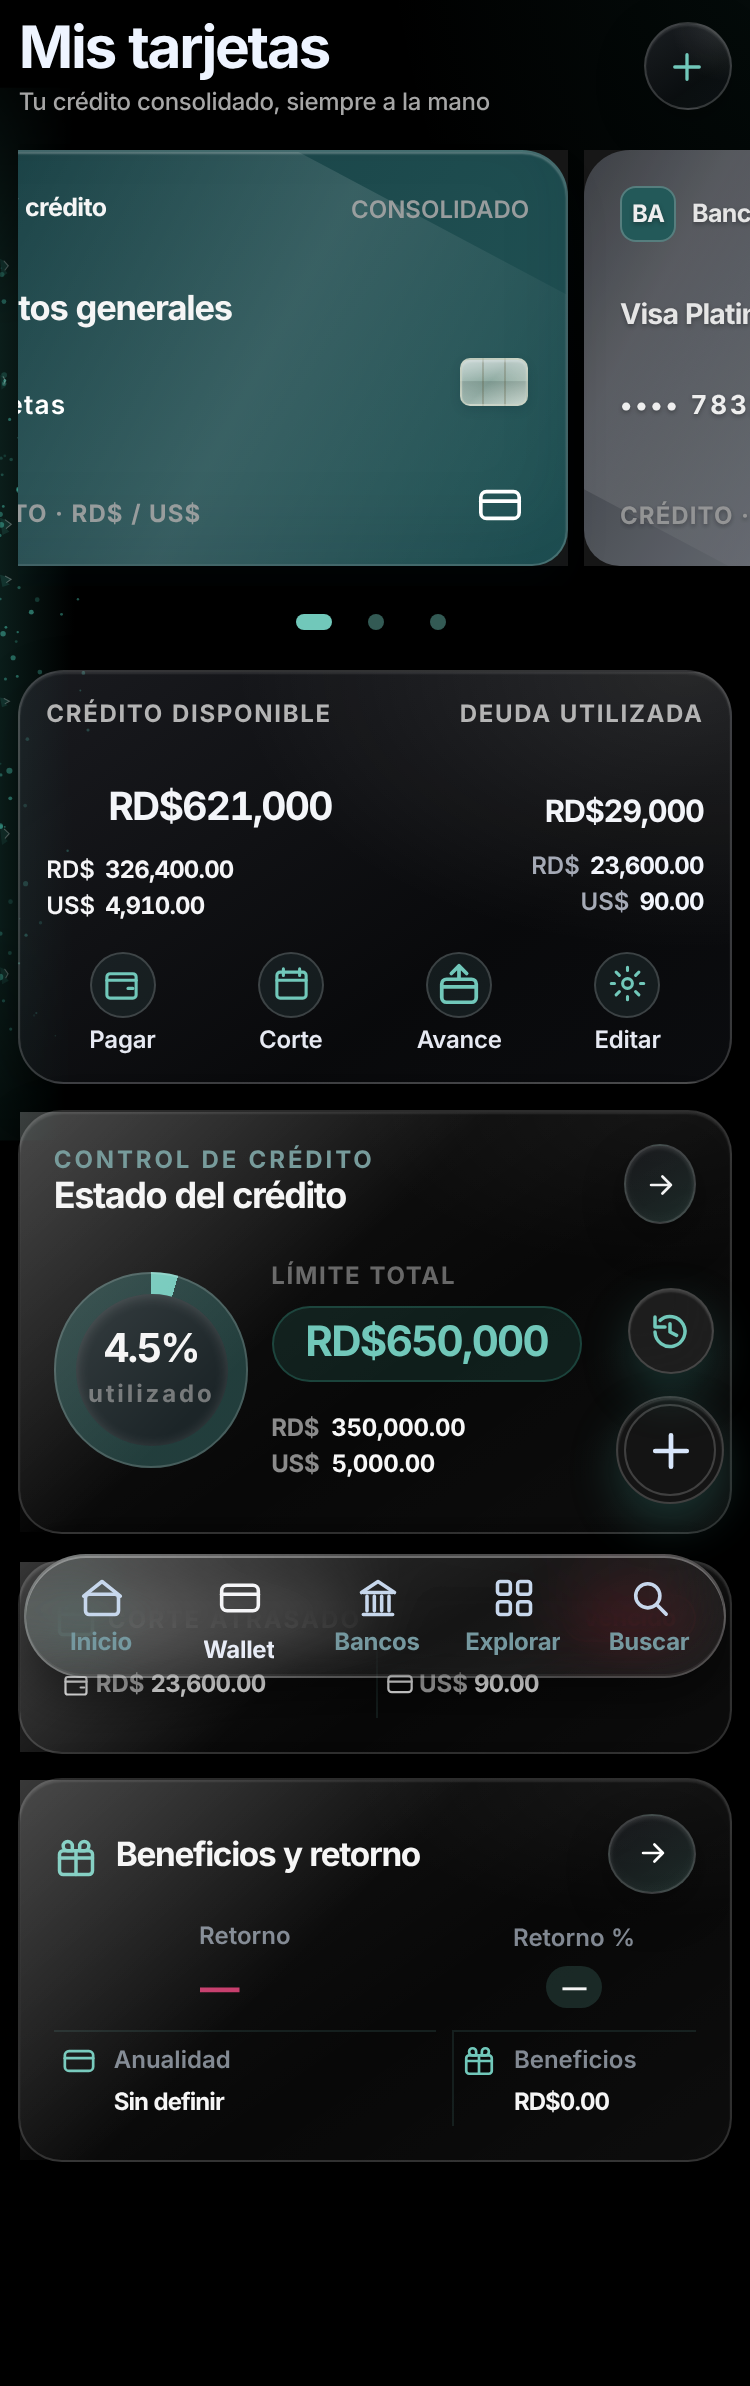 Mis tarjetas
Tu crédito consolidado, siempre a la mano
crédito
CONSOLIDADO
tos generales
etas
TO · RD$ / US$
BA
Banc
Visa Platin
•••• 783
CRÉDITO ·
CRÉDITO DISPONIBLE
DEUDA UTILIZADA
RD$621,000
RD$29,000
RD$ 326,400.00
RD$ 23,600.00
US$ 4,910.00
US$ 90.00
Pagar
Corte
Avance
Editar
CONTROL DE CRÉDITO
Estado del crédito
4.5%
utilizado
LÍMITE TOTAL
RD$650,000
RD$ 350,000.00
US$ 5,000.00
CORTE ATRASADO
Inicio
Wallet
Bancos
Explorar
Buscar
RD$ 23,600.00
US$ 90.00
Beneficios y retorno
Retorno
Retorno %
—
—
Anualidad
Sin definir
Beneficios
RD$0.00